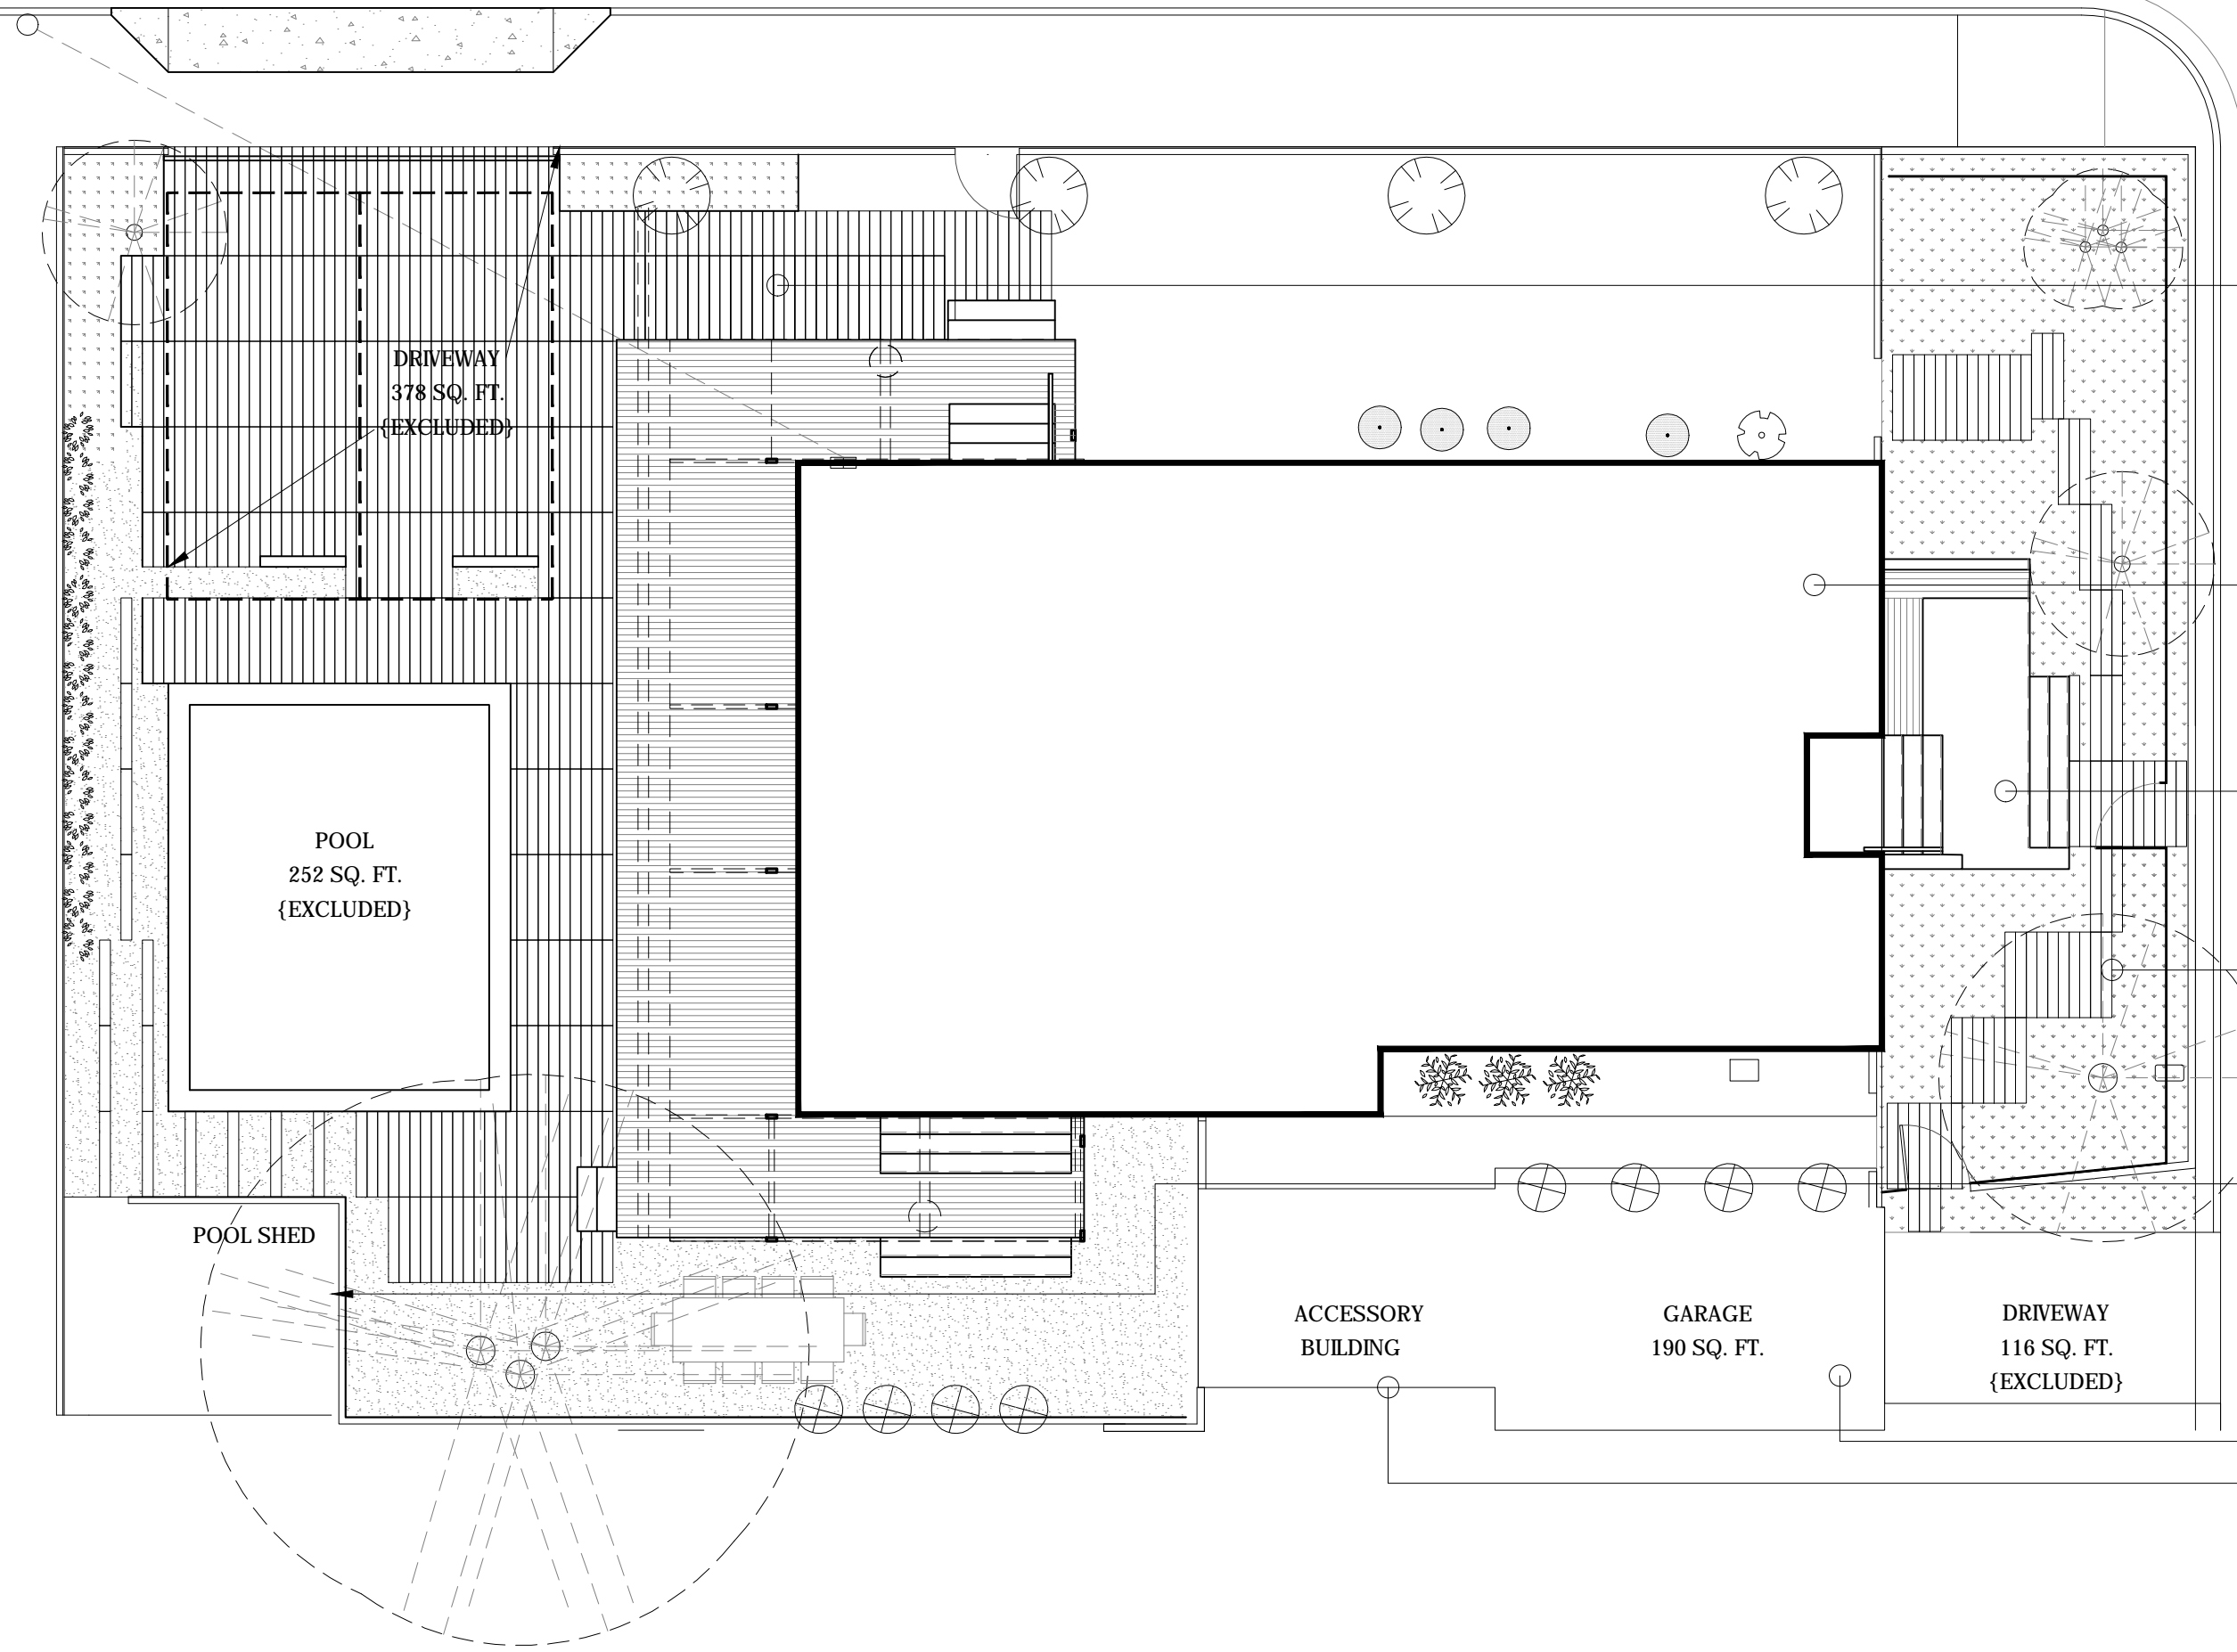 DRIVEWAY
378 SQ. FT.
{EXCLUDED}
POOL
252 SQ. FT.
{EXCLUDED}
POOL SHED
ACCESSORY
BUILDING
GARAGE
190 SQ. FT.
DRIVEWAY
116 SQ. FT.
{EXCLUDED}